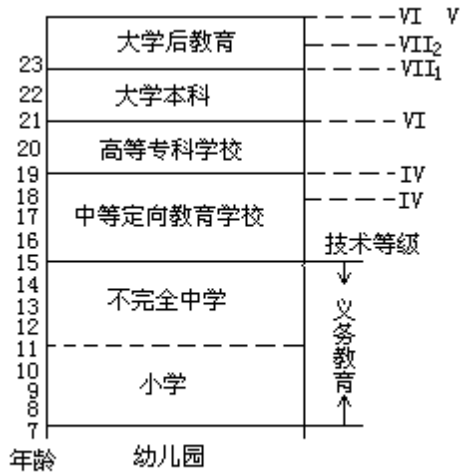 VI V
大学后教育
VII2
23
VII1
22
大学本科
21
VI
20
高等专科学校
19
IV
18
IV
17
中等定向教育学校
16
技术等级
15
14
不完全中学
13
12
义务教育
11
10
小学
9
8
7
年龄
幼儿园